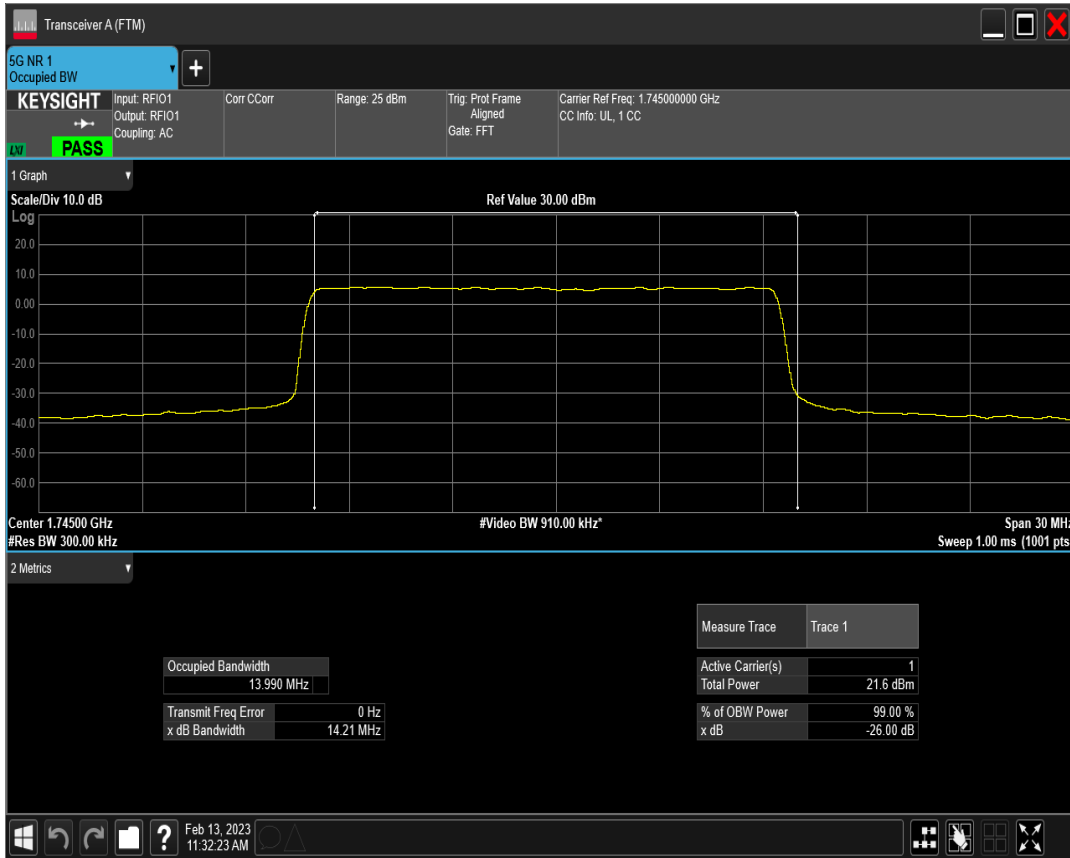 Transceiver A (FTM)
5G NR 1
Occupied BW
+
KEYSIGHT
LXI
PASS
Input: RFIO1
Output: RFIO1
Coupling: AC
Corr CCorr
Range: 25 dBm
Trig: Prot Frame
Aligned
Gate: FFT
Carrier Ref Freq: 1.745000000 GHz
CC Info: UL, 1 CC
1 Graph
Scale/Div 10.0 dB
Ref Value 30.00 dBm
Log
20.0
10.0
0.00
-10.0
-20.0
-30.0
-40.0
-50.0
-60.0
Center 1.74500 GHz
#Video BW 910.00 kHz*
Span 30 MHz
#Res BW 300.00 kHz
Sweep 1.00 ms (1001 pts
2 Metrics
Measure Trace Trace 1
Occupied Bandwidth
13.990 MHz
Active Carrier(s) 1
Total Power 21.6 dBm
Transmit Freq Error 0 Hz
x dB Bandwidth 14.21 MHz
% of OBW Power 99.00 %
x dB -26.00 dB
?
Feb 13, 2023
11:32:23 AM